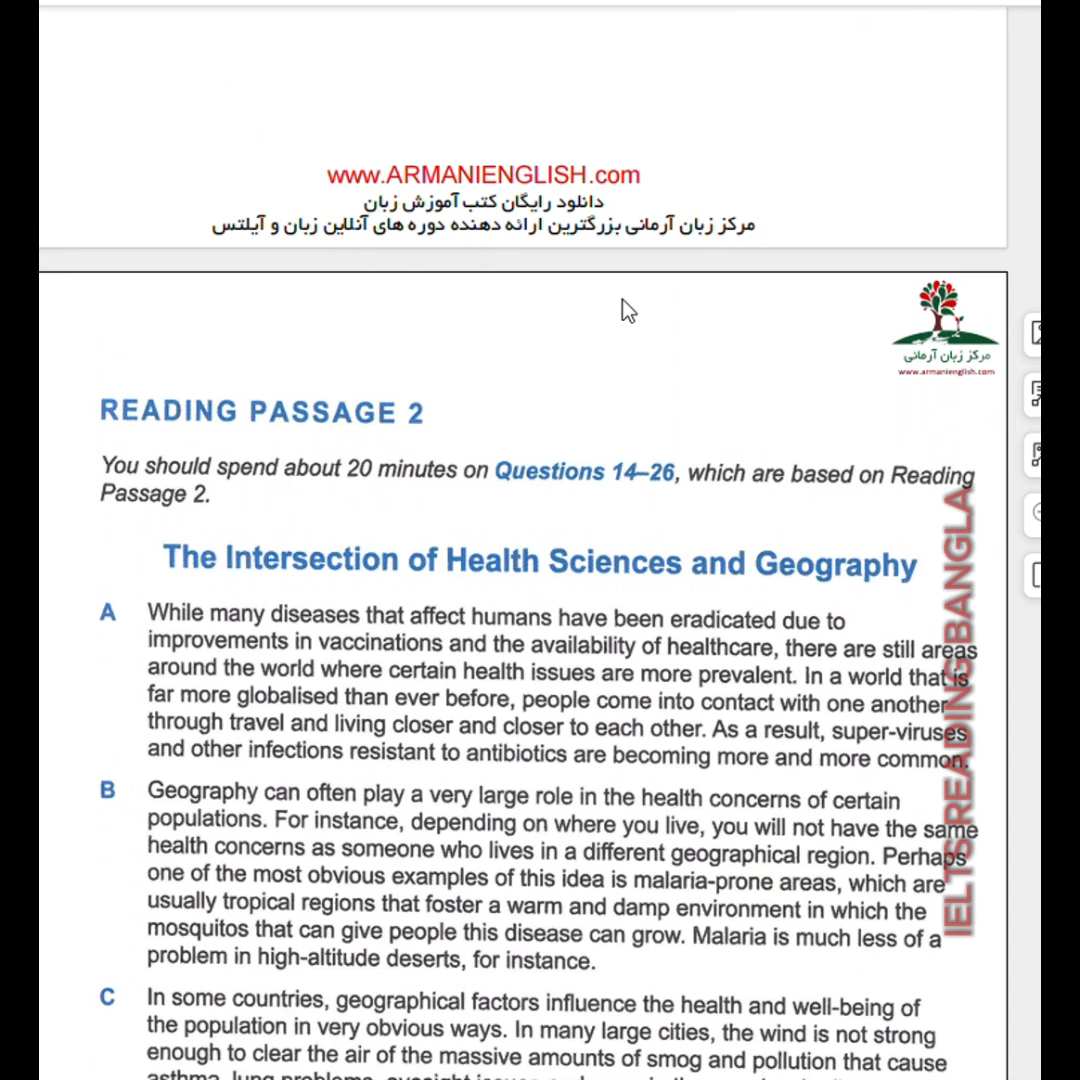 www.ARMANIENGLISH.com
دانلود رایگان کتب آموزش زبان
مرکز زبان آرمانی بزرگترین ارائه دهنده دوره های آنلاین زبان و آیلتس
مرکز زبان آرمانی
www.armanienglish.com
READING PASSAGE 2
You should spend about 20 minutes on Questions 14–26, which are based on Reading
Passage 2.
The Intersection of Health Sciences and Geography
A While many diseases that affect humans have been eradicated due to
improvements in vaccinations and the availability of healthcare, there are still areas
around the world where certain health issues are more prevalent. In a world that is
far more globalised than ever before, people come into contact with one another
through travel and living closer and closer to each other. As a result, super-viruses
and other infections resistant to antibiotics are becoming more and more common.
B Geography can often play a very large role in the health concerns of certain
populations. For instance, depending on where you live, you will not have the same
health concerns as someone who lives in a different geographical region. Perhaps
one of the most obvious examples of this idea is malaria-prone areas, which are
usually tropical regions that foster a warm and damp environment in which the
mosquitos that can give people this disease can grow. Malaria is much less of a
problem in high-altitude deserts, for instance.
C In some countries, geographical factors influence the health and well-being of
the population in very obvious ways. In many large cities, the wind is not strong
enough to clear the air of the massive amounts of smog and pollution that cause
asthma, lung problems, eyesight issues
IELTSREADINGBANGLA